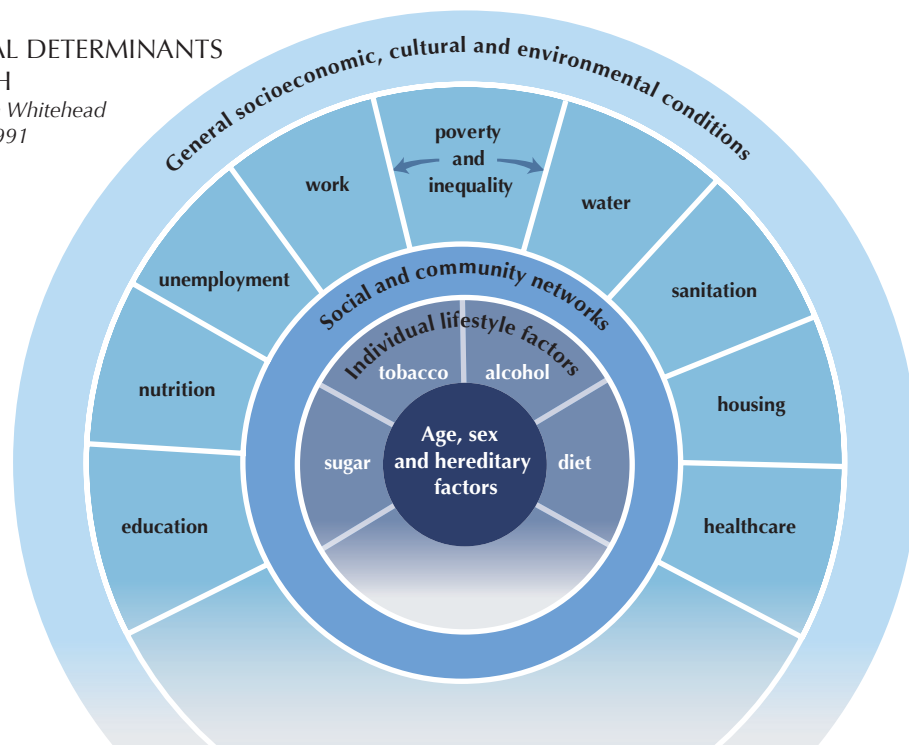 AL DETERMINANTS
H
Whitehead
991
General socioeconomic, cultural and environmental conditions
poverty
and
inequality
work
water
unemployment
sanitation
nutrition
housing
education
healthcare
Social and community networks
Individual lifestyle factors
tobacco
alcohol
sugar
diet
Age, sex
and hereditary
factors